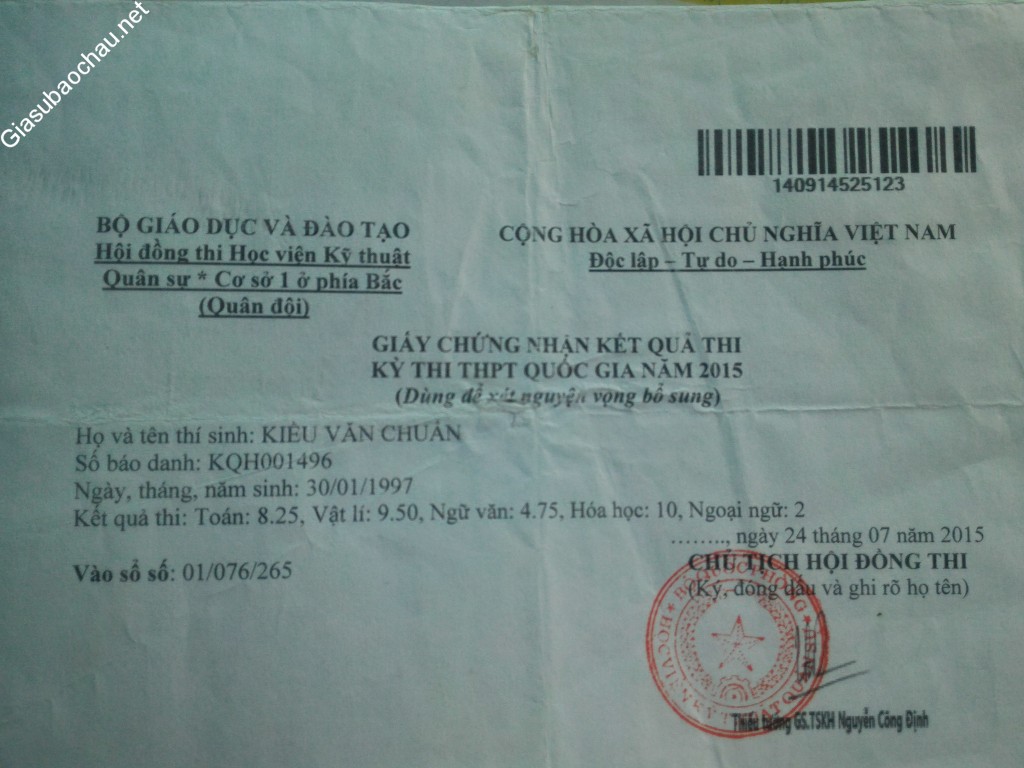 Giasubaochau.net
140914525123
BỘ GIÁO DỤC VÀ ĐÀO TẠO
Hội đồng thi Học viện Kỹ thuật
Quân sự * Cơ sở 1 ở phía Bắc
(Quân đội)
CỘNG HÒA XÃ HỘI CHỦ NGHĨA VIỆT NAM
Độc lập – Tự do – Hạnh phúc
GIẤY CHỨNG NHẬN KẾT QUẢ THI
KỲ THI THPT QUỐC GIA NĂM 2015
(Dùng để xét nguyện vọng bổ sung)
Họ và tên thí sinh: KIỀU VĂN CHUẨN
Số báo danh: KQH001496
Ngày, tháng, năm sinh: 30/01/1997
Kết quả thi: Toán: 8.25, Vật lí: 9.50, Ngữ văn: 4.75, Hóa học: 10, Ngoại ngữ: 2
…….., ngày 24 tháng 07 năm 2015
CHỦ TỊCH HỘI ĐỒNG THI
(Ký, đóng dấu và ghi rõ họ tên)
Vào sổ số: 01/076/265
BỘ QUỐC PHÒNG
Thiếu tướng GS.TSKH Nguyễn Công Định